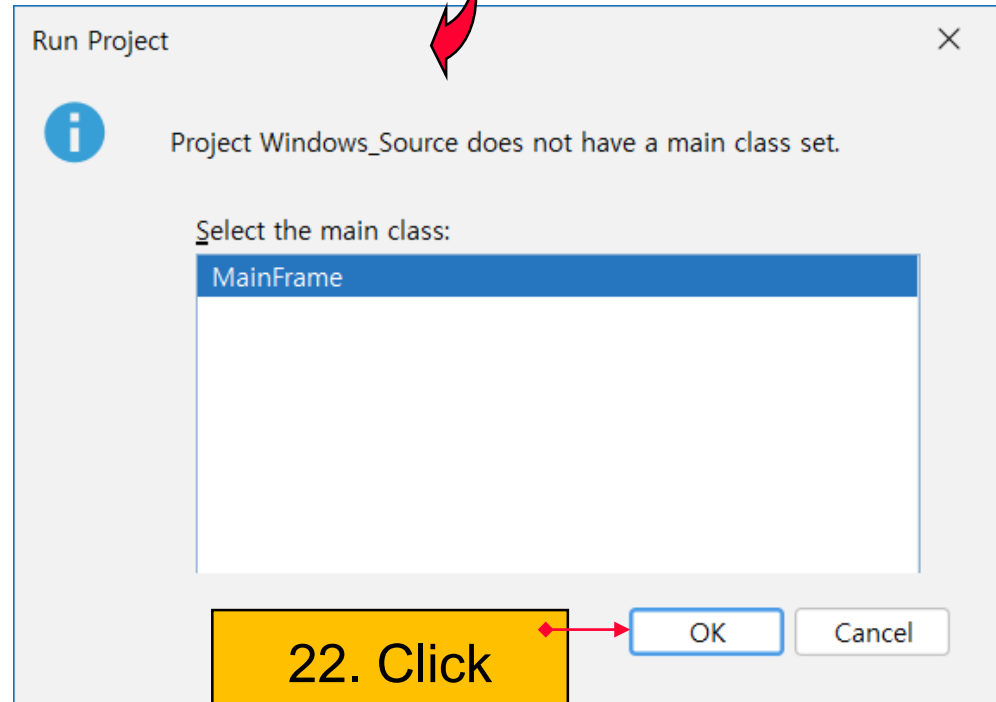 Run Project
Project Windows_Source does not have a main class set.
Select the main class:
MainFrame
OK Cancel
22. Click